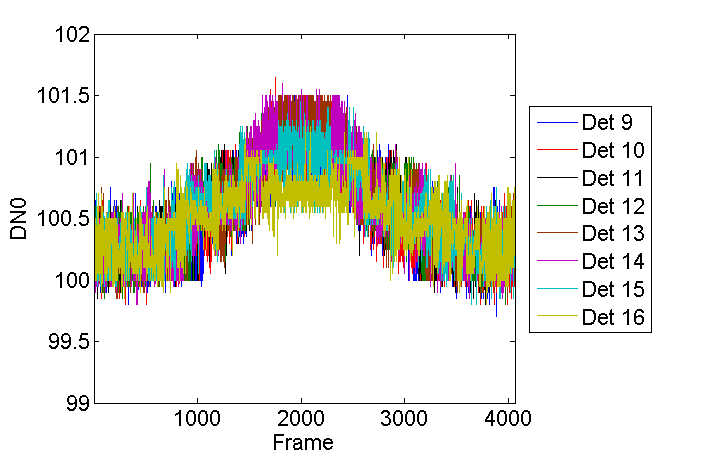 102
101.5
101
100.5
100
99.5
99
DN0
1000
2000
3000
4000
Frame
Det 9
Det 10
Det 11
Det 12
Det 13
Det 14
Det 15
Det 16